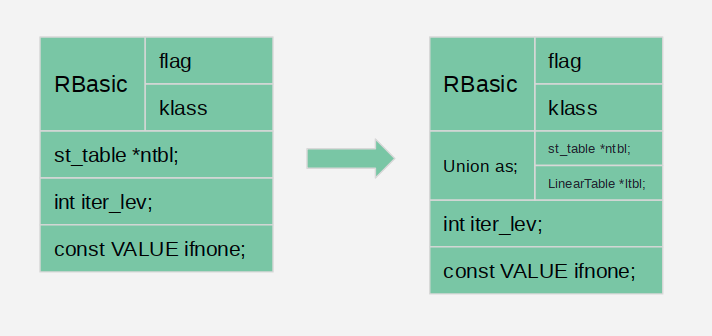 RBasic
flag
klass
st_table *ntbl;
int iter_lev;
const VALUE ifnone;
RBasic
flag
klass
Union as;
st_table *ntbl;
LinearTable *ltbl;
int iter_lev;
const VALUE ifnone;